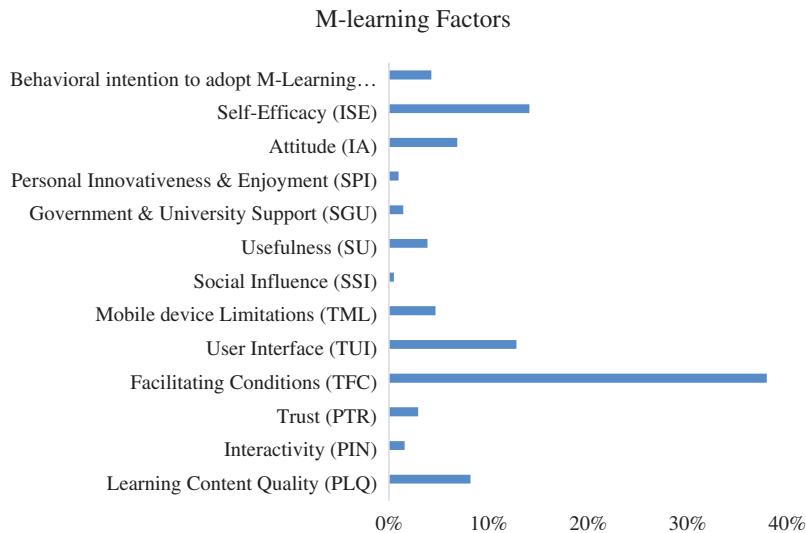 M-learning Factors
Behavioral intention to adopt M-Learning…
Self-Efficacy (ISE)
Attitude (IA)
Personal Innovativeness & Enjoyment (SPI)
Government & University Support (SGU)
Usefulness (SU)
Social Influence (SSI)
Mobile device Limitations (TML)
User Interface (TUI)
Facilitating Conditions (TFC)
Trust (PTR)
Interactivity (PIN)
Learning Content Quality (PLQ)
0% 10% 20% 30% 40%